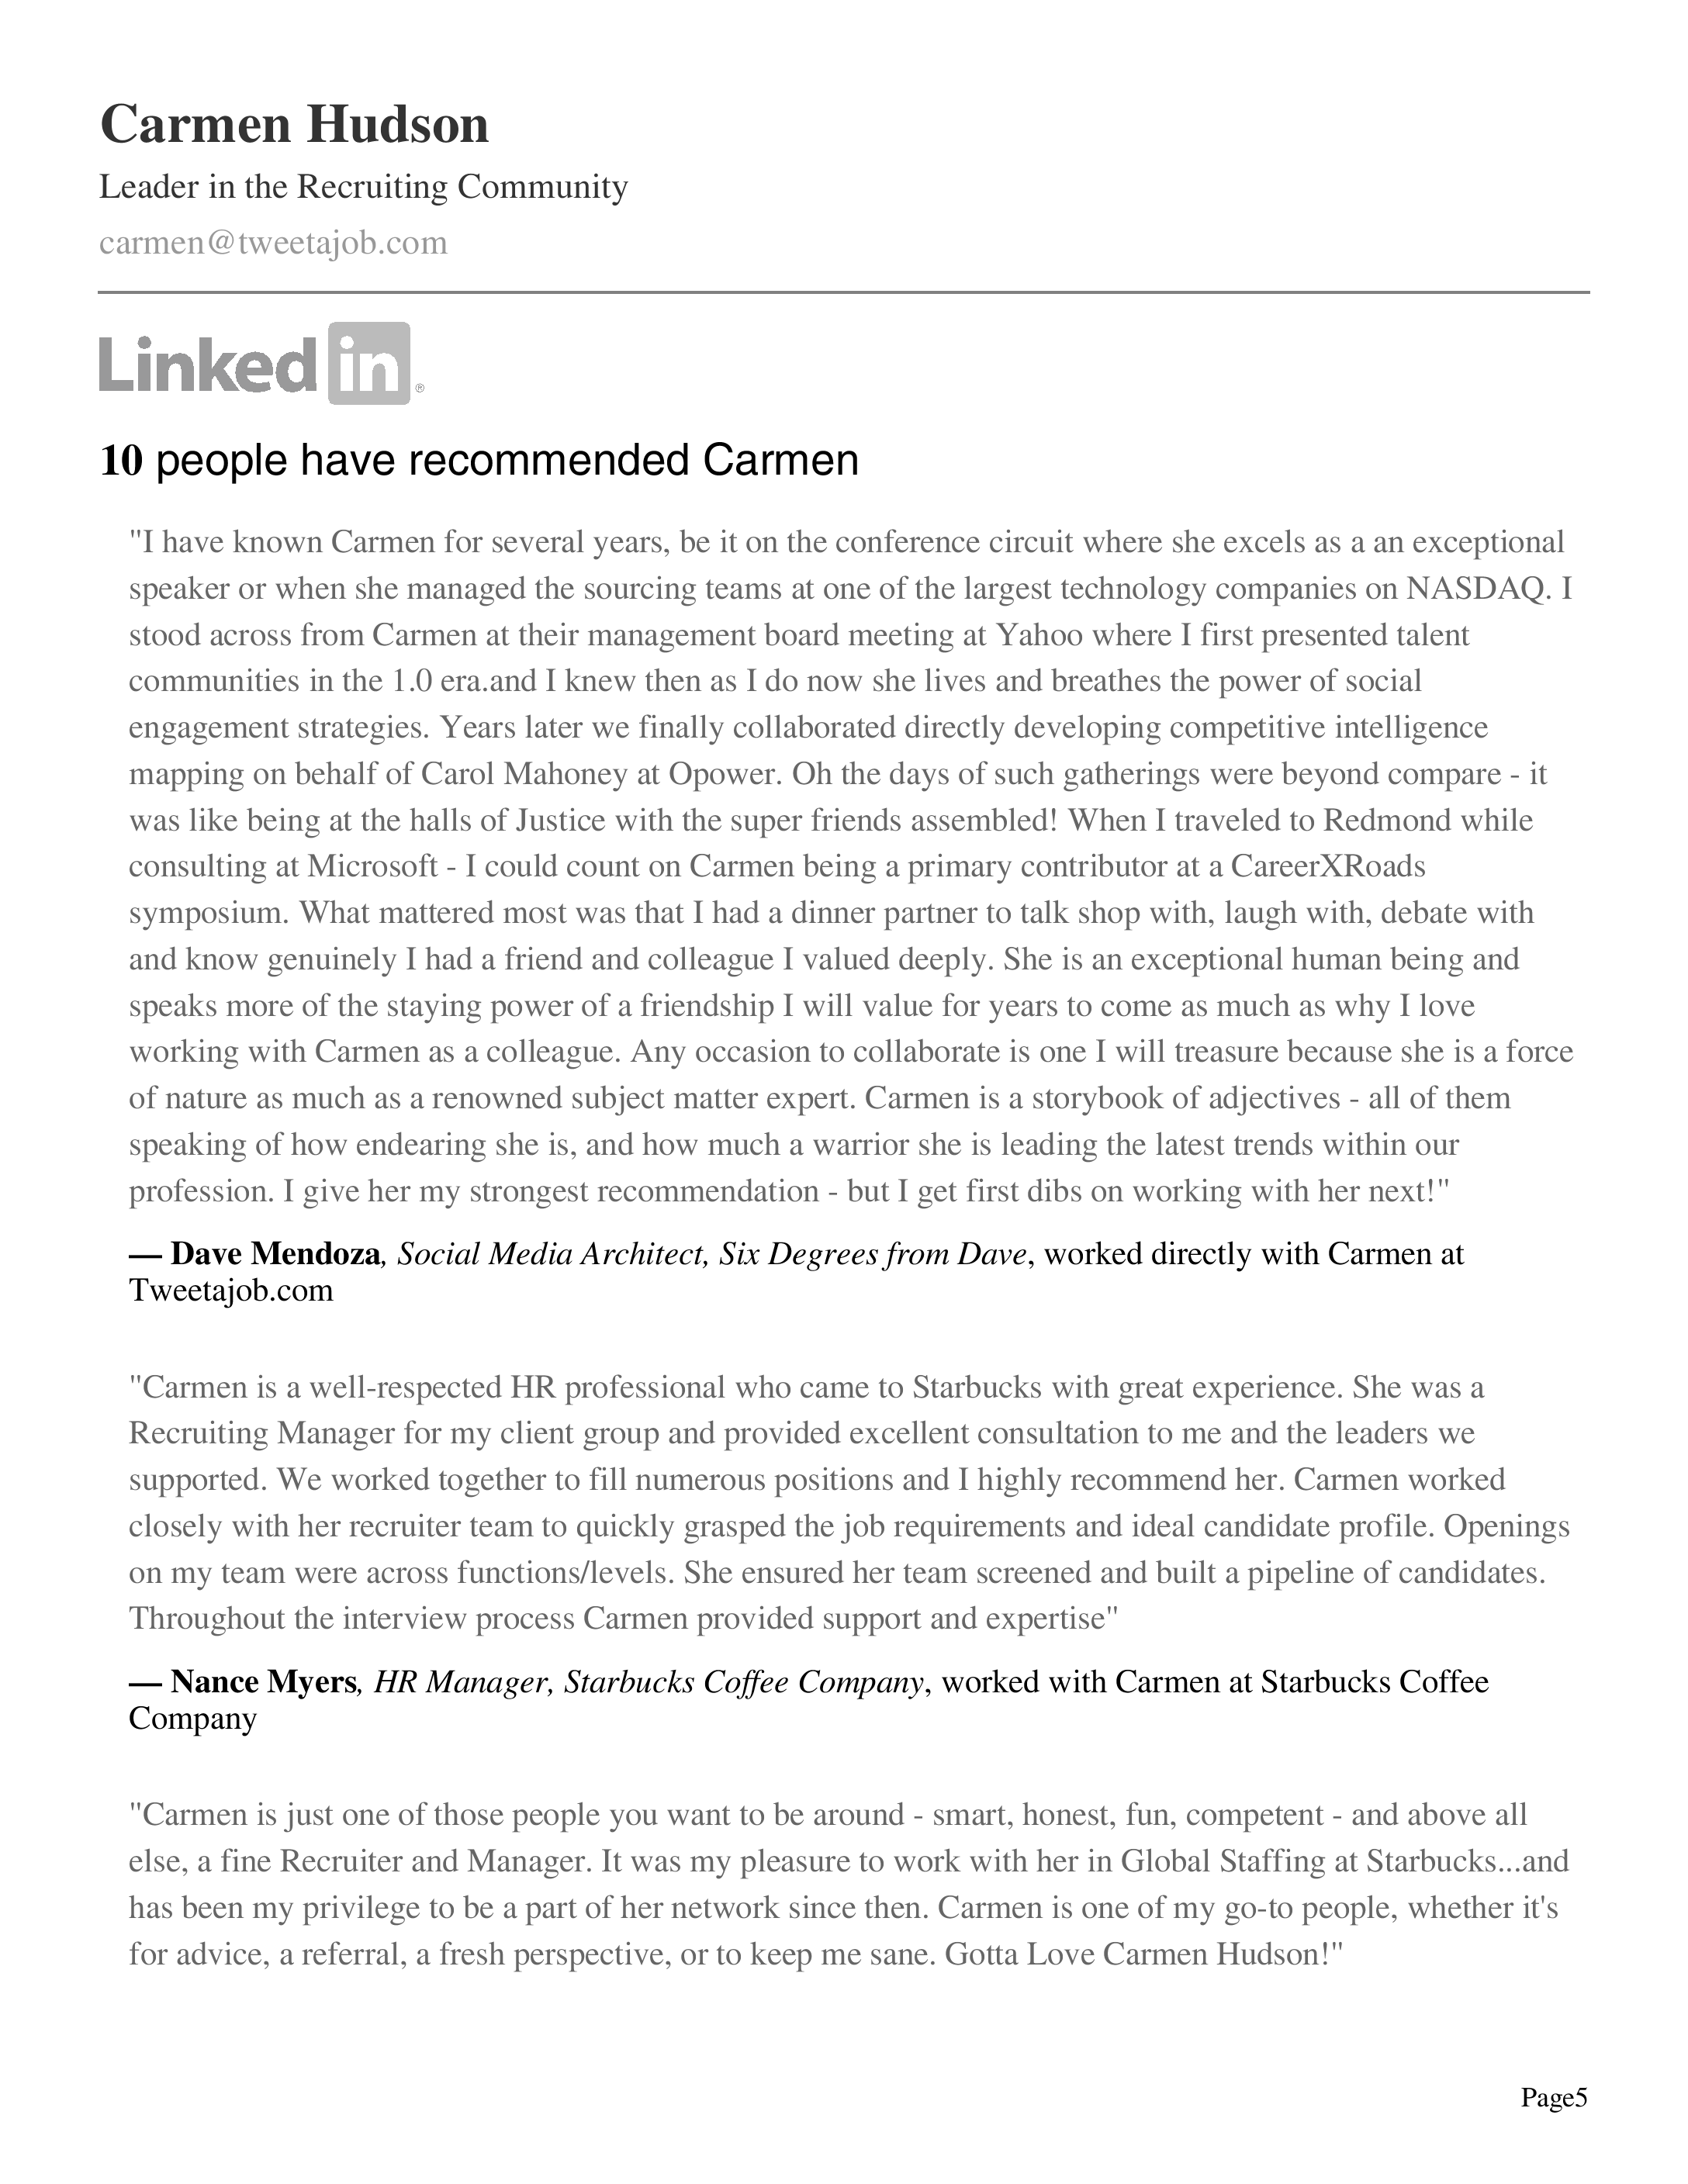 Carmen Hudson
Leader in the Recruiting Community
carmen@tweetajob.com
Linked in ®
10 people have recommended Carmen
"I have known Carmen for several years, be it on the conference circuit where she excels as a an exceptional
speaker or when she managed the sourcing teams at one of the largest technology companies on NASDAQ. I
stood across from Carmen at their management board meeting at Yahoo where I first presented talent
communities in the 1.0 era.and I knew then as I do now she lives and breathes the power of social
engagement strategies. Years later we finally collaborated directly developing competitive intelligence
mapping on behalf of Carol Mahoney at Opower. Oh the days of such gatherings were beyond compare - it
was like being at the halls of Justice with the super friends assembled! When I traveled to Redmond while
consulting at Microsoft - I could count on Carmen being a primary contributor at a CareerXRoads
symposium. What mattered most was that I had a dinner partner to talk shop with, laugh with, debate with
and know genuinely I had a friend and colleague I valued deeply. She is an exceptional human being and
speaks more of the staying power of a friendship I will value for years to come as much as why I love
working with Carmen as a colleague. Any occasion to collaborate is one I will treasure because she is a force
of nature as much as a renowned subject matter expert. Carmen is a storybook of adjectives - all of them
speaking of how endearing she is, and how much a warrior she is leading the latest trends within our
profession. I give her my strongest recommendation - but I get first dibs on working with her next!"
— Dave Mendoza, Social Media Architect, Six Degrees from Dave, worked directly with Carmen at
Tweetajob.com
"Carmen is a well-respected HR professional who came to Starbucks with great experience. She was a
Recruiting Manager for my client group and provided excellent consultation to me and the leaders we
supported. We worked together to fill numerous positions and I highly recommend her. Carmen worked
closely with her recruiter team to quickly grasped the job requirements and ideal candidate profile. Openings
on my team were across functions/levels. She ensured her team screened and built a pipeline of candidates.
Throughout the interview process Carmen provided support and expertise"
— Nance Myers, HR Manager, Starbucks Coffee Company, worked with Carmen at Starbucks Coffee
Company
"Carmen is just one of those people you want to be around - smart, honest, fun, competent - and above all
else, a fine Recruiter and Manager. It was my pleasure to work with her in Global Staffing at Starbucks...and
has been my privilege to be a part of her network since then. Carmen is one of my go-to people, whether it's
for advice, a referral, a fresh perspective, or to keep me sane. Gotta Love Carmen Hudson!"
Page5